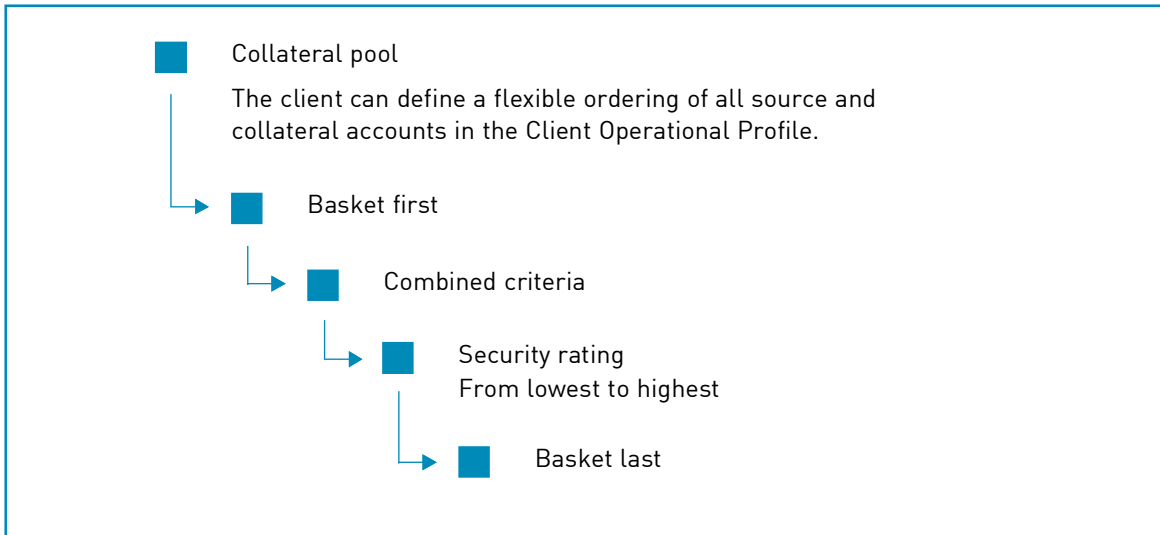 Collateral pool
The client can define a flexible ordering of all source and
collateral accounts in the Client Operational Profile.
Basket first
Combined criteria
Security rating
From lowest to highest
Basket last